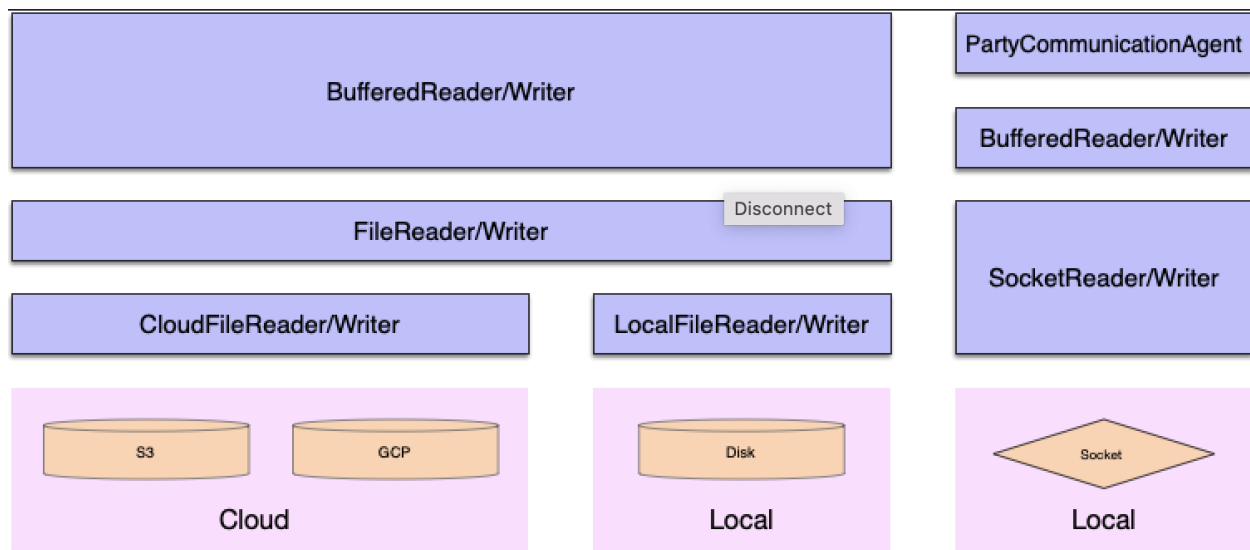 BufferedReader/Writer
PartyCommunicationAgent
BufferedReader/Writer
Disconnect
FileReader/Writer
SocketReader/Writer
CloudFileReader/Writer
LocalFileReader/Writer
S3
GCP
Disk
Socket
Cloud
Local
Local